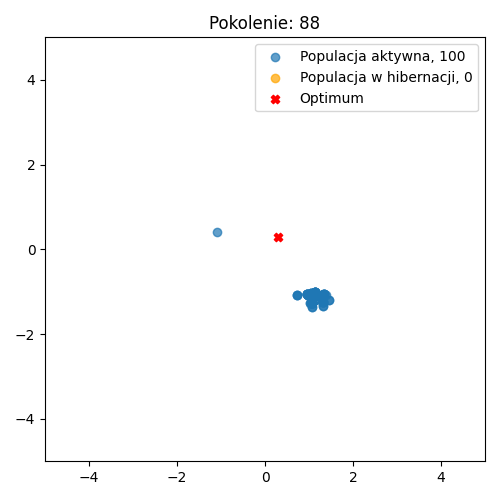 Pokolenie: 88
Populacja aktywna, 100
Populacja w hibernacji, 0
Optimum
4
2
0
−2
−4
−4 −2 0 2 4